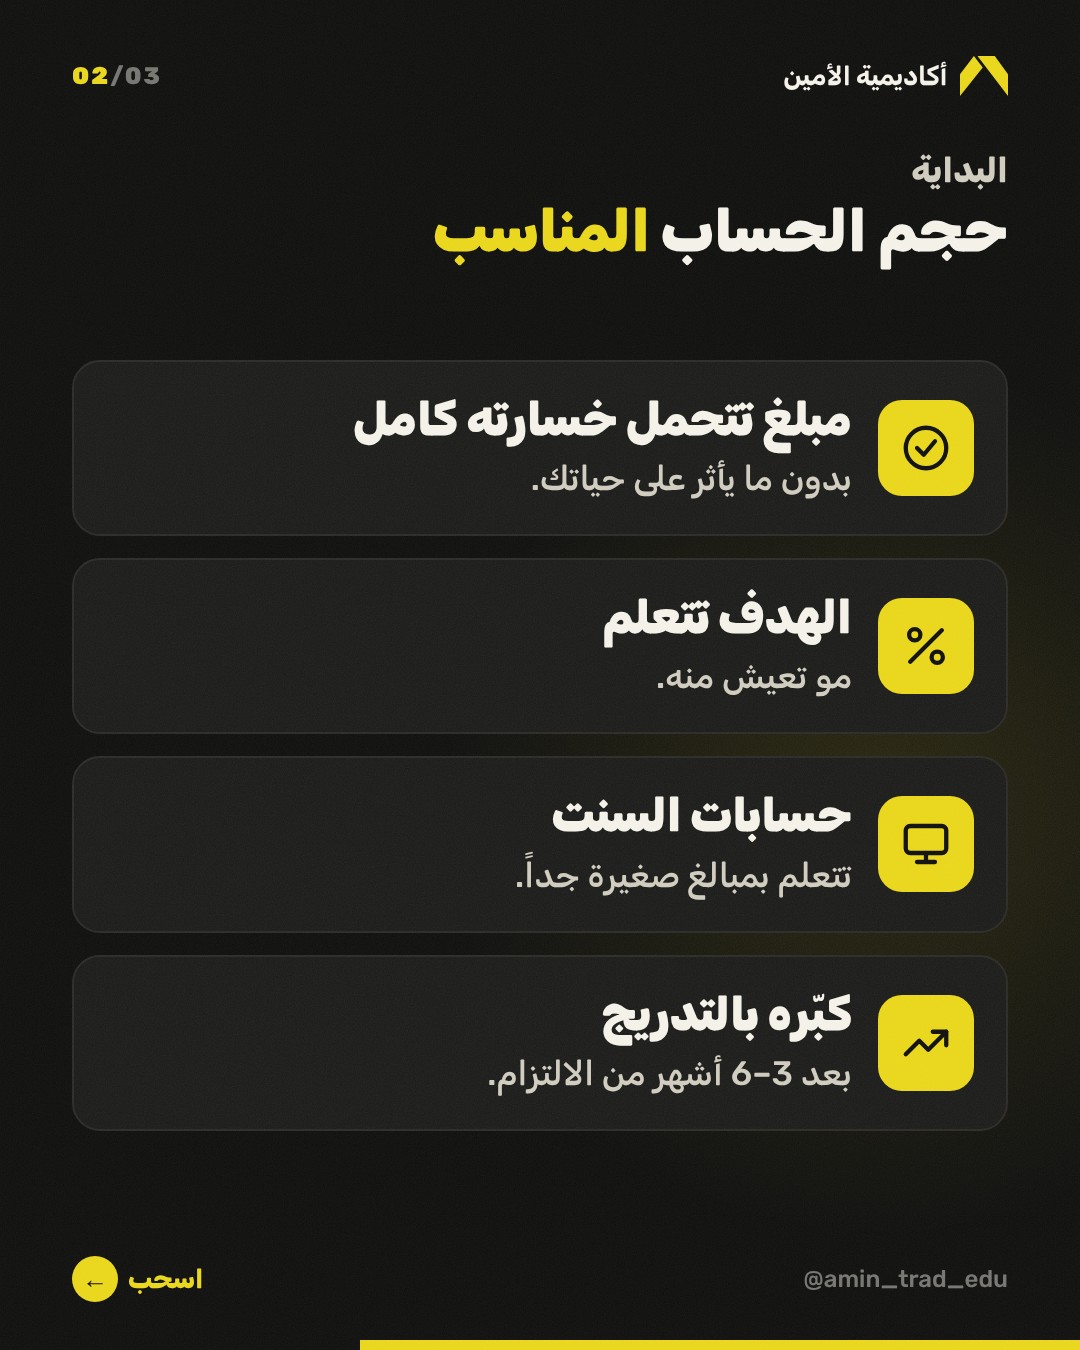 أكاديمية الأمين
02/03
البداية
حجم الحساب المناسب
مبلغ تتحمل خسارته كامل
بدون ما يأثر على حياتك.
الهدف تتعلم
مو تعيش منه.
حسابات السنت
تتعلم بمبالغ صغيرة جداً.
كبّره بالتدريج
بعد 3–6 أشهر من الالتزام.
@amin_trad_edu
اسحب ←